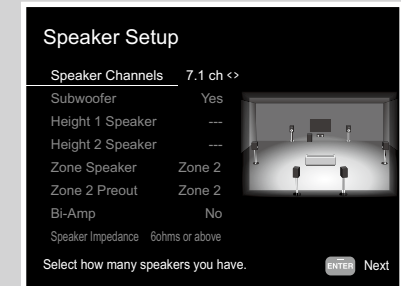 Speaker Setup
Speaker Channels 7.1 ch <>
Subwoofer Yes
Height 1 Speaker ---
Height 2 Speaker ---
Zone Speaker Zone 2
Zone 2 Preout Zone 2
Bi-Amp No
Speaker Impedance 6ohms or above
Select how many speakers you have. ENTER Next